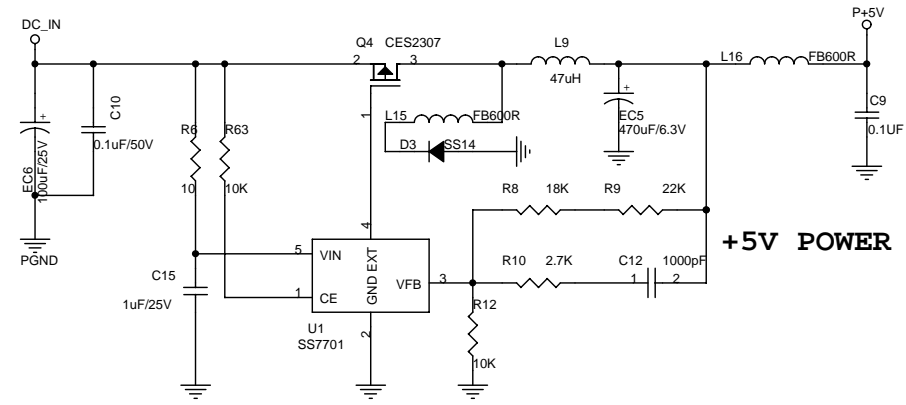 DC_IN
P+5V
Q4 CES2307
L9
L16 FB600R
2
3
47uH
C10
0.1uF/50V
EC6
100uF/25V
+
R6 R63
10
10K
1
L15 FB600R
D3 SS14
+
EC5
470uF/6.3V
C9
0.1UF
R8 18K R9 22K
+5V POWER
PGND
4
5 VIN
GND EXT
VFB 3
R10 2.7K C12 1000pF
1 2
C15
1uF/25V
1 CE
R12
10K
U1
SS7701
2